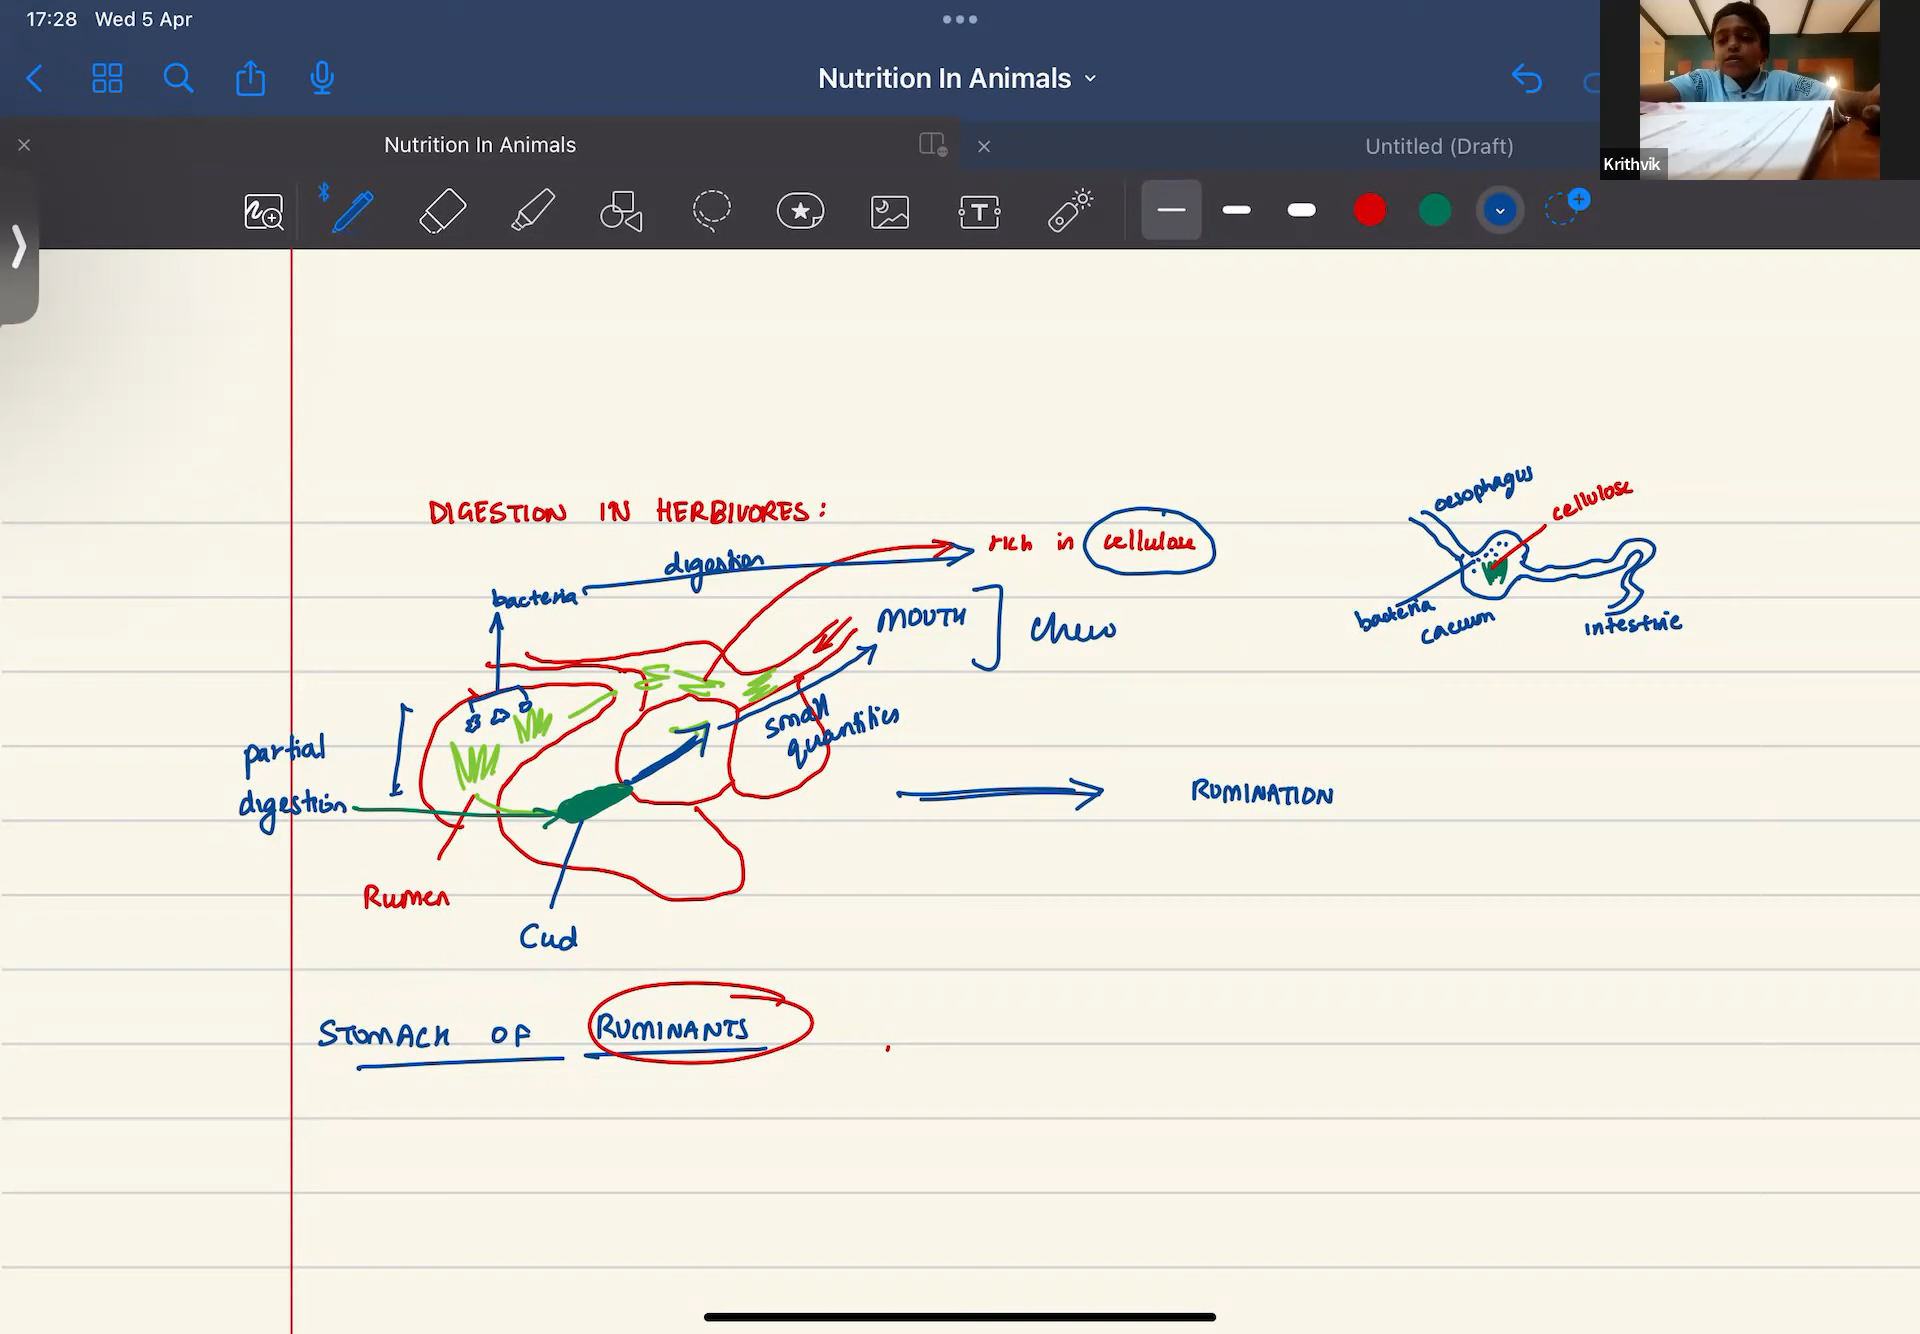 17:28 Wed 5 Apr
Nutrition In Animals
Nutrition In Animals
Untitled (Draft)
Krithvik
T
DIGESTION IN HERBIVORES:
digestion
rich in cellulose
bacteria
MOUTH
chew
small
quantities
partial
digestion
RUMINATION
Rumen
Cud
STOMACH OF RUMINANTS
oesophagus
cellulose
bacteria
caecum
intestine